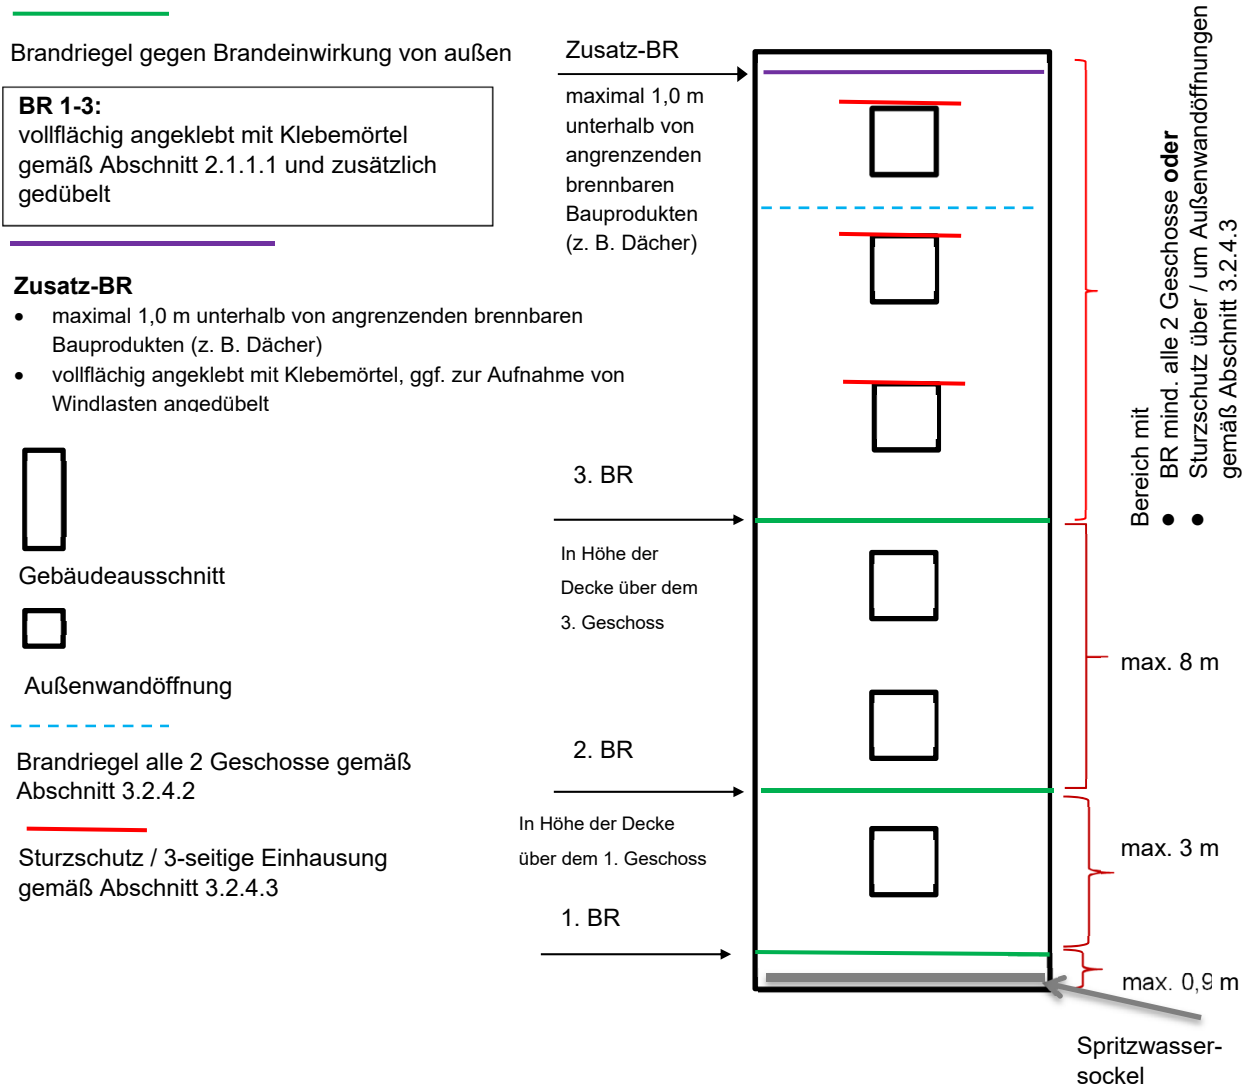 Brandriegel gegen Brandeinwirkung von außen
BR 1-3:
vollflächig angeklebt mit Klebemörtel
gemäß Abschnitt 2.1.1.1 und zusätzlich
gedübelt
Zusatz-BR
• maximal 1,0 m unterhalb von angrenzenden brennbaren
Bauprodukten (z. B. Dächer)
• vollflächig angeklebt mit Klebemörtel, ggf. zur Aufnahme von
Windlasten angedübelt
Gebäudeausschnitt
Außenwandöffnung
Brandriegel alle 2 Geschosse gemäß
Abschnitt 3.2.4.2
Sturzschutz / 3-seitige Einhausung
gemäß Abschnitt 3.2.4.3
Zusatz-BR
maximal 1,0 m
unterhalb von
angrenzenden
brennbaren
Bauprodukten
(z. B. Dächer)
3. BR
In Höhe der
Decke über dem
3. Geschoss
2. BR
In Höhe der Decke
über dem 1. Geschoss
1. BR
Bereich mit
• BR mind. alle 2 Geschosse oder
• Sturzschutz über / um Außenwandöffnungen
gemäß Abschnitt 3.2.4.3
max. 8 m
max. 3 m
max. 0,9 m
Spritzwasser-
sockel